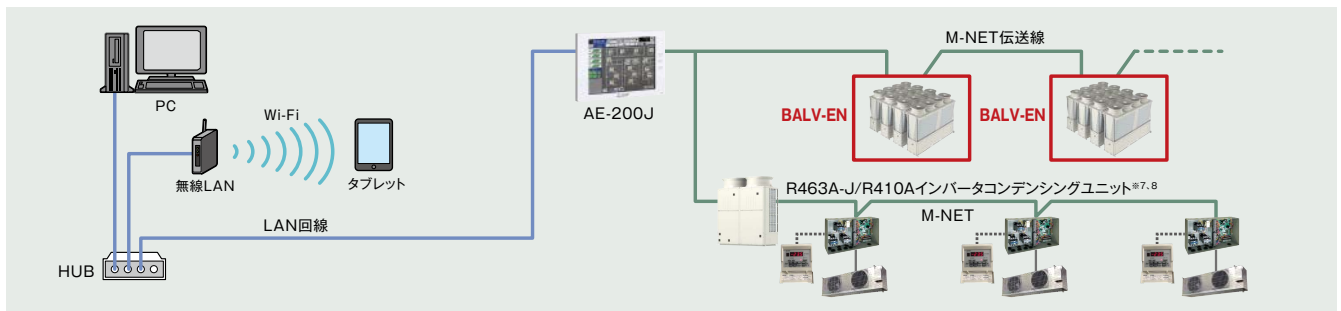 PC
Wi-Fi
無線LAN
タブレット
LAN回線
HUB
AE-200J
M-NET伝送線
BALV-EN
BALV-EN
R463A-J/R410Aインバータコンデンシングユニット※7、8
M-NET